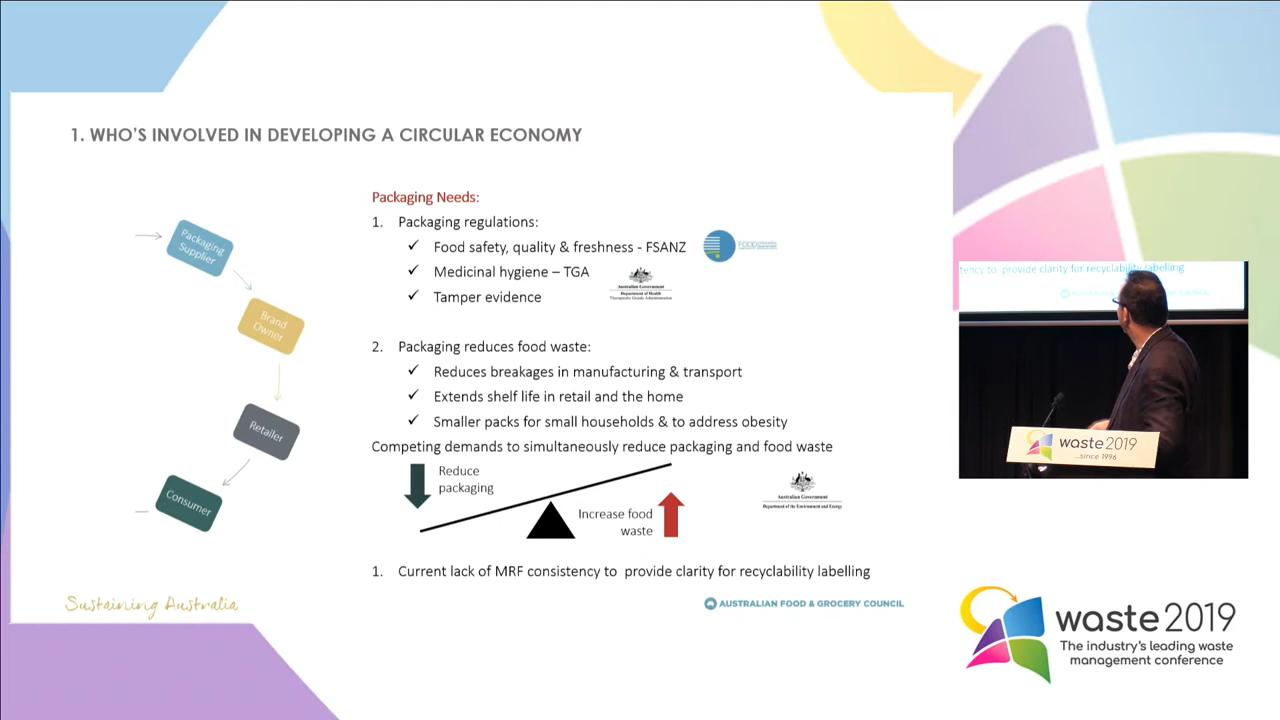 1. WHO'S INVOLVED IN DEVELOPING A CIRCULAR ECONOMY
Packaging
Supplier
Brand
Owner
Retailer
Consumer
Packaging Needs:
1. Packaging regulations:
✓ Food safety, quality & freshness - FSANZ
FOOD
✓ Medicinal hygiene – TGA
✓ Tamper evidence
Australian Government
Department of Health
Therapeutic Goods Administration
2. Packaging reduces food waste:
✓ Reduces breakages in manufacturing & transport
✓ Extends shelf life in retail and the home
✓ Smaller packs for small households & to address obesity
Competing demands to simultaneously reduce packaging and food waste
Reduce
packaging
Increase food
waste
Australian Government
Department of the Environment and Energy
1. Current lack of MRF consistency to provide clarity for recyclability labelling
Sustaining Australia
AUSTRALIAN FOOD & GROCERY COUNCIL
tency to provide clarity for recyclability labelling
waste 2019
...since 1996
waste 2019
The industry's leading waste
management conference